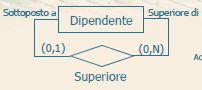 Sottoposto a
Dipendente
Superiore di
(0,1)
(0,N)
Superiore